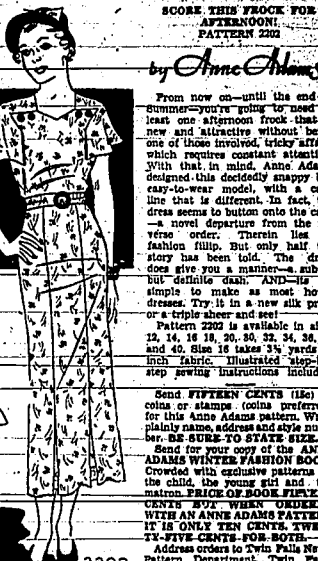 SCORE THIS FROCK FOR
AFTERNOON!
PATTERN 2202
by Anne Adams
From now on—until the end
Summer—you're going to need
least one afternoon frock that
new and attractive without be
one of those involved, tricky affa
which requires constant attenti
With that in mind, Anne Ada
designed this decidedly snappy b
easy-to-wear model, with a c
line that is different. In fact,
dress seems to button onto the c
—a novel departure from the
verse order. Therein lies
fashion fillip. But only half
story has been told. The dr
does give you a manner—a sub
but definite dash. AND—its
simple to make as most ho
dresses. Try it in a new silk pr
or a triple sheer and see!
Pattern 2202 is available in si
12, 14, 16, 18, 20, 30, 32, 34, 36,
and 40. Size 16 takes 3⅞ yards
inch fabric. Illustrated step-
step sewing instructions includ
Send FIFTEEN CENTS (15c)
coins or stamps (coins preferr
for this Anne Adams pattern. Wr
plainly name, address and style nu
ber. BE SURE TO STATE SIZE.
Send for your copy of the AN
ADAMS WINTER FASHION BOO
Crowded with exclusive patterns
the child, the young girl and
matron. PRICE OF BOOK FIFTE
CENTS BUT WHEN ORDER
WITH AN ANNE ADAMS PATTE
IT IS ONLY TEN CENTS. TWE
TY-FIVE CENTS FOR BOTH.
Address orders to Twin Falls Ne
Pattern Department, Twin Fa
2202